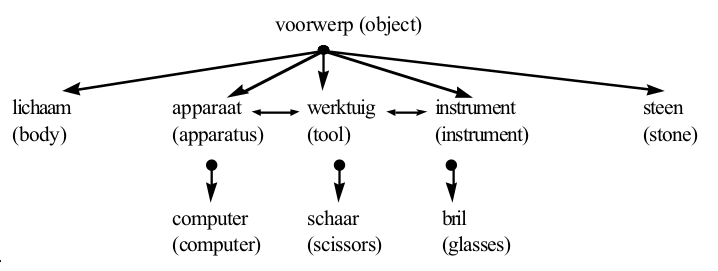 voorwerp (object)
lichaam apparaat werktuig instrument steen
(body) (apparatus) (tool) (instrument) (stone)
computer schaar bril
(computer) (scissors) (glasses)